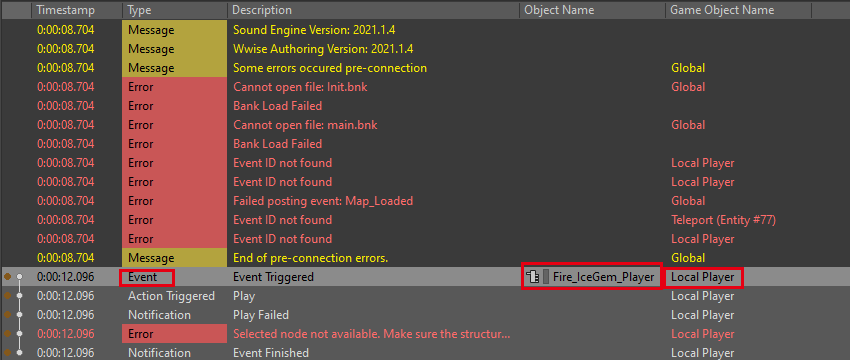 Timestamp Type Description Object Name Game Object Name
0:00:08.704 Message Sound Engine Version: 2021.1.4
0:00:08.704 Message Wwise Authoring Version: 2021.1.4
0:00:08.704 Message Some errors occured pre-connection Global
0:00:08.704 Error Cannot open file: Init.bnk Global
0:00:08.704 Error Bank Load Failed
0:00:08.704 Error Cannot open file: main.bnk Global
0:00:08.704 Error Bank Load Failed
0:00:08.704 Error Event ID not found Local Player
0:00:08.704 Error Event ID not found Local Player
0:00:08.704 Error Failed posting event: Map_Loaded Global
0:00:08.704 Error Event ID not found Teleport (Entity #77)
0:00:08.704 Error Event ID not found Local Player
0:00:08.704 Message End of pre-connection errors. Global
0:00:12.096 Event Event Triggered Fire_IceGem_Player Local Player
0:00:12.096 Action Triggered Play Local Player
0:00:12.096 Notification Play Failed Local Player
0:00:12.096 Error Selected node not available. Make sure the structur... Local Player
0:00:12.096 Notification Event Finished Local Player